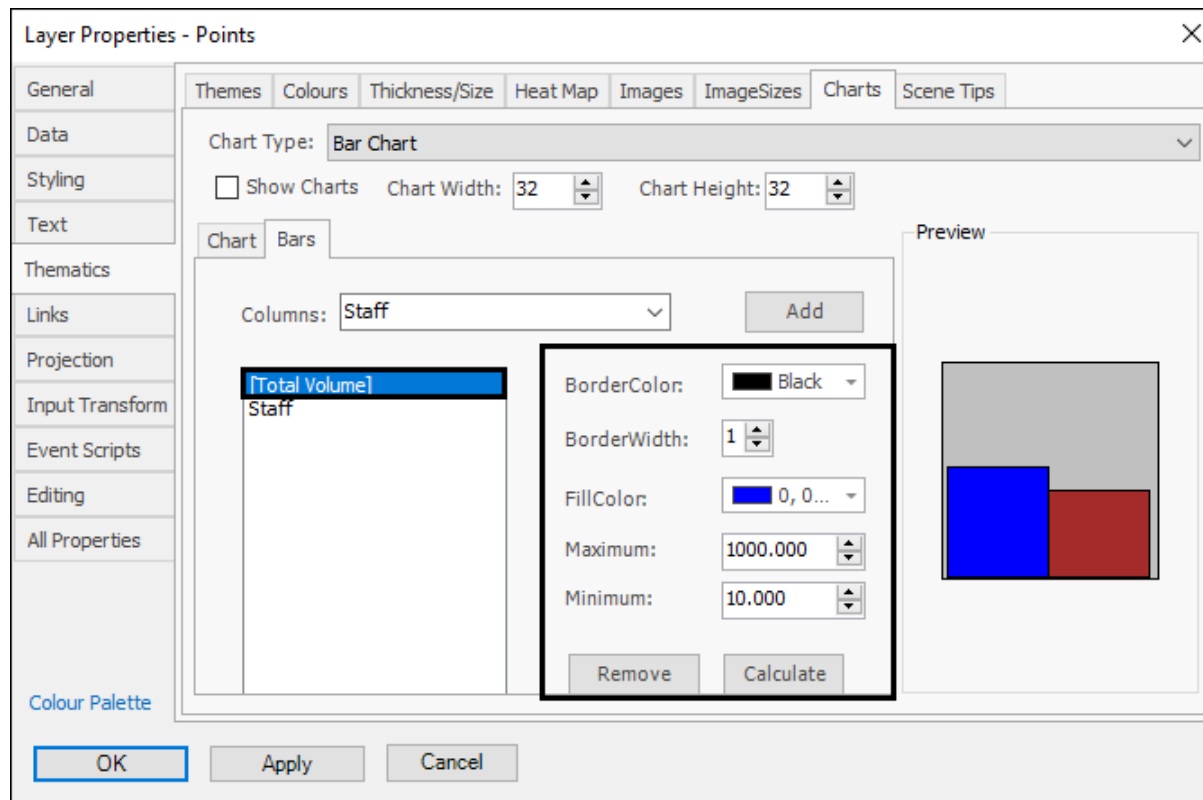 Layer Properties - Points
General
Data
Styling
Text
Thematics
Links
Projection
Input Transform
Event Scripts
Editing
All Properties
Colour Palette
Themes Colours Thickness/Size Heat Map Images ImageSizes Charts Scene Tips
Chart Type: Bar Chart
Show Charts Chart Width: 32 Chart Height: 32
Chart Bars
Columns: Staff Add
[Total Volume]
Staff
BorderColor: Black
BorderWidth: 1
FillColor: 0, 0...
Maximum: 1000.000
Minimum: 10.000
Remove Calculate
Preview
OK Apply Cancel